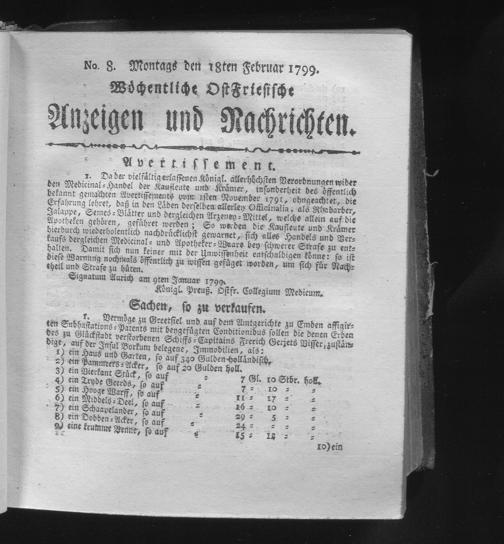 No. 8. Montags den 18ten Februar 1799.
Wöchentliche OstFriesische
Anzeigen und Nachrichten.
Avertissement.
1. Da der vielfältig erlassenen Königl. allerhöchsten Verordnungen wider
den Medicinal-Handel der Kaufleute und Krämer, insonderheit des öffentlich
bekannt gemachten Avertissements vom 1sten November 1791, ohngeachtet, die
Erfahrung lehret, daß in den Läden derselben allerley Officinalia, als Rhabarber,
Jalappe, Senes-Blätter und dergleichen Arzeney-Mittel, welche allein auf die
Apotheken gehören, geführet werden; So werden die Kaufleute und Krämer
hierdurch wiederholentlich nachdrücklichst gewarnet, sich alles Handels und Ver-
kaufs dergleichen Medicinal- und Apotheker-Waare bey schwerer Strafe zu ent-
halten. Damit sich nun keiner mit der Unwissenheit entschuldigen könne: so ist
diese Warnung nochmals öffentlich zu wissen gefüget worden, um sich für Nach-
theil und Strafe zu hüten.
Signatum Aurich am 9ten Januar 1799.
Königl. Preuß. Ostfr. Collegium Medicum.
Sachen, so zu verkaufen.
1. Vermöge zu Greetsiel und auf dem Amtgerichte zu Emden affigir-
ten Subhastations-Patents mit beygefügten Conditionibus sollen die denen Erben
des zu Glückstadt verstorbenen Schiffs-Capitains Frerich Gerjets Visser, zustän-
dige, auf der Insul Borkum belegene, Immobilien, als:
1) ein Haus und Garten, so auf 340 Gulden holländisch,
2) ein Pannmers-Acker, so auf 20 Gulden holl.
3) ein Vierkant Stück, so auf 7 Gl. 10 Stbr. holl.
4) ein Tryde Geerds, so auf 7 = 10 = =
5) ein Hooge Warff, so auf 11 = 17 = =
6) ein Middels-Deel, so auf 16 = 10 = =
7) ein Schaapelander, so auf 29 = 5 = =
8) ein Dobben-Acker, so auf 24 = = =
9) eine krumme Venne, so auf 15 = 12 = =
10) ein